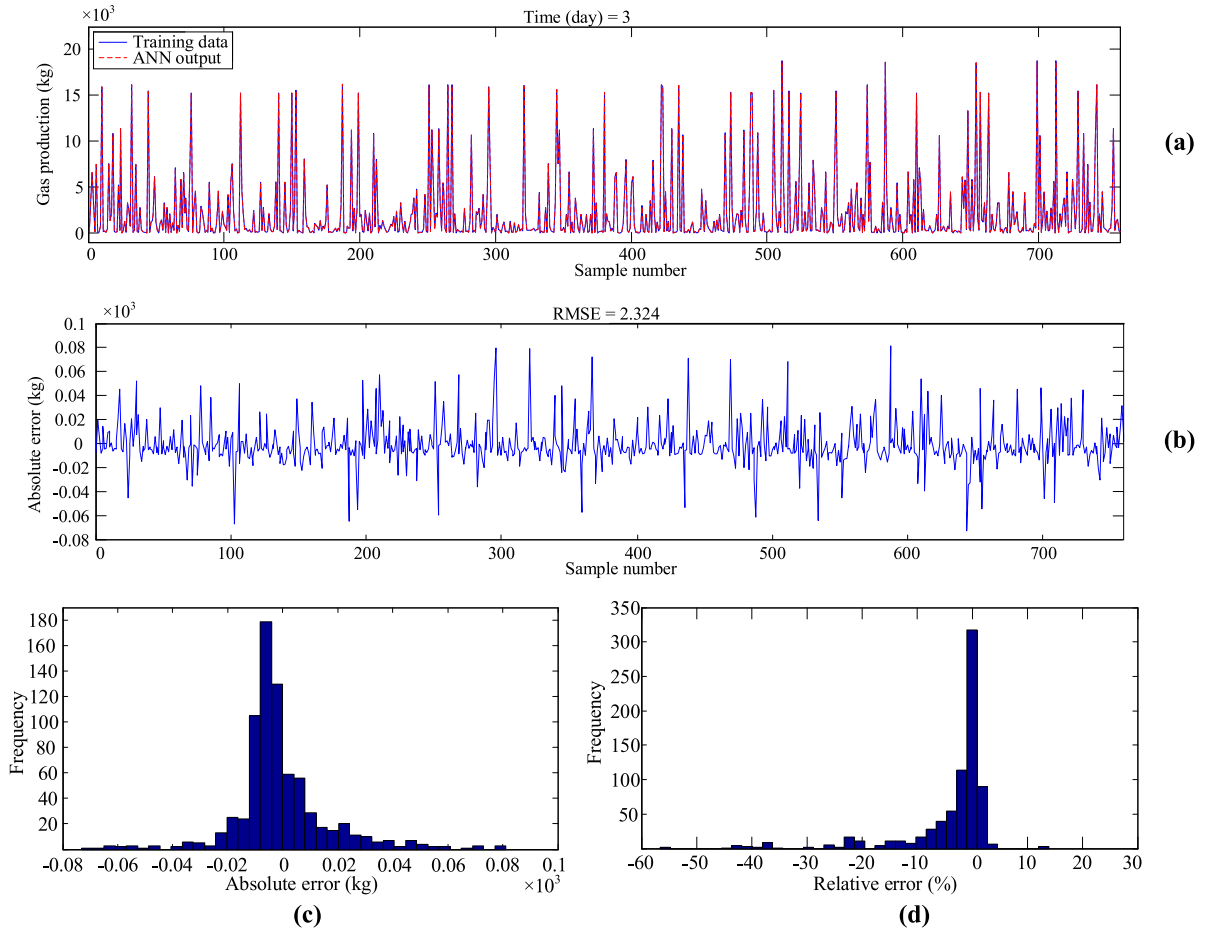 ×10³
Time (day) = 3
Training data
ANN output
Gas production (kg)
20
15
10
5
0
0 100 200 300 400 500 600 700
Sample number
(a)
×10³
RMSE = 2.324
Absolute error (kg)
0.1
0.08
0.06
0.04
0.02
0
-0.02
-0.04
-0.06
-0.08
0 100 200 300 400 500 600 700
Sample number
(b)
Frequency
180
160
140
120
100
80
60
40
20
-0.08 -0.06 -0.04 -0.02 0 0.02 0.04 0.06 0.08 0.1
Absolute error (kg)
×10³
(c)
Frequency
350
300
250
200
150
100
50
-60 -50 -40 -30 -20 -10 0 10 20 30
Relative error (%)
(d)